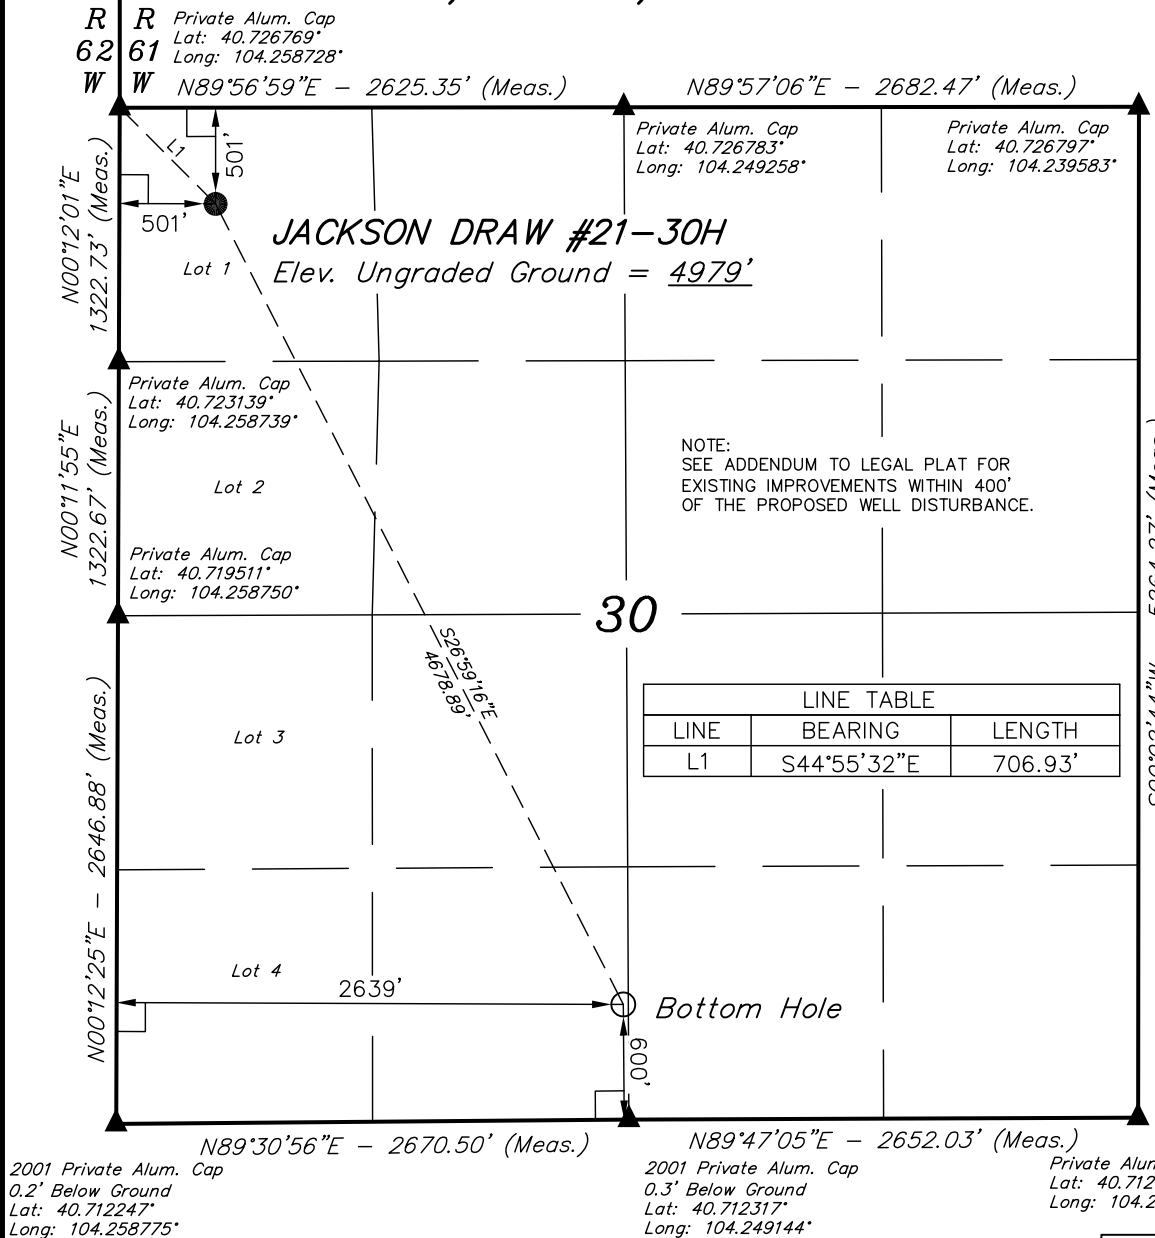 R R
62 61
W W
Private Alum. Cap
Lat: 40.726769°
Long: 104.258728°
N89°56'59"E - 2625.35' (Meas.)
N89°57'06"E - 2682.47' (Meas.)
Private Alum. Cap
Lat: 40.726783°
Long: 104.249258°
Private Alum. Cap
Lat: 40.726797°
Long: 104.239583°
L1
501'
501'
N00°12'01"E
1322.73' (Meas.)
JACKSON DRAW #21-30H
Elev. Ungraded Ground = 4979'
Lot 1
Private Alum. Cap
Lat: 40.723139°
Long: 104.258739°
N00°11'55"E
1322.67' (Meas.)
Lot 2
NOTE:
SEE ADDENDUM TO LEGAL PLAT FOR
EXISTING IMPROVEMENTS WITHIN 400'
OF THE PROPOSED WELL DISTURBANCE.
Private Alum. Cap
Lat: 40.719511°
Long: 104.258750°
30
S26°59'16"E
4678.89'
LINE TABLE
LINE BEARING LENGTH
L1 S44°55'32"E 706.93'
Lot 3
N00°12'25"E - 2646.88' (Meas.)
Lot 4
2639'
Bottom Hole
600'
N89°30'56"E - 2670.50' (Meas.)
N89°47'05"E - 2652.03' (Meas.)
2001 Private Alum. Cap
0.2' Below Ground
Lat: 40.712247°
Long: 104.258775°
2001 Private Alum. Cap
0.3' Below Ground
Lat: 40.712317°
Long: 104.249144°
Private Alum
Lat: 40.712
Long: 104.2